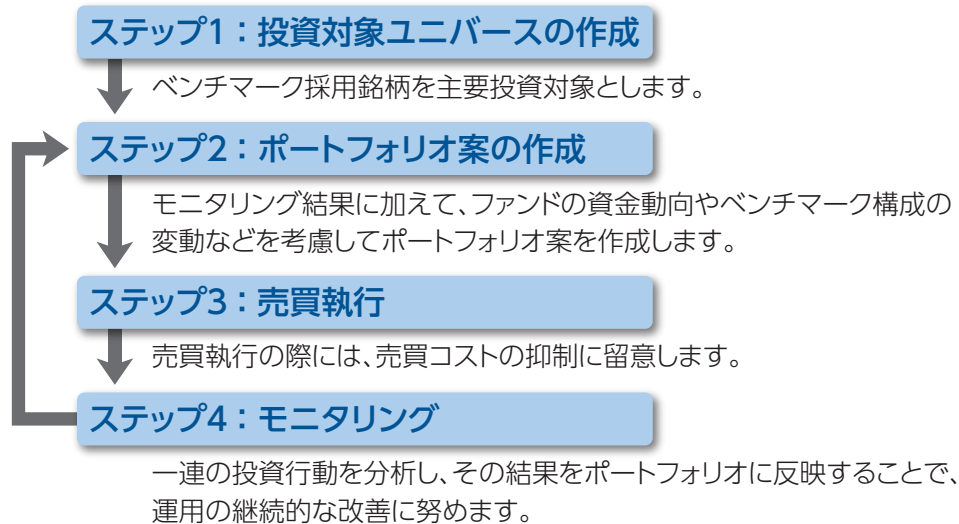 ステップ1：投資対象ユニバースの作成
ベンチマーク採用銘柄を主要投資対象とします。
ステップ2：ポートフォリオ案の作成
モニタリング結果に加えて、ファンドの資金動向やベンチマーク構成の
変動などを考慮してポートフォリオ案を作成します。
ステップ3：売買執行
売買執行の際には、売買コストの抑制に留意します。
ステップ4：モニタリング
一連の投資行動を分析し、その結果をポートフォリオに反映することで、
運用の継続的な改善に努めます。